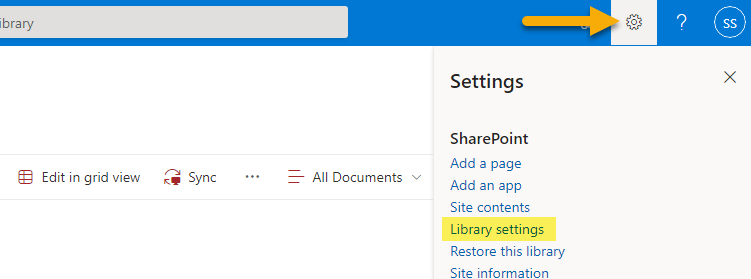 ibrary
?
SS
Settings
SharePoint
Add a page
Add an app
Site contents
Library settings
Restore this library
Site information
Edit in grid view
Sync
...
All Documents